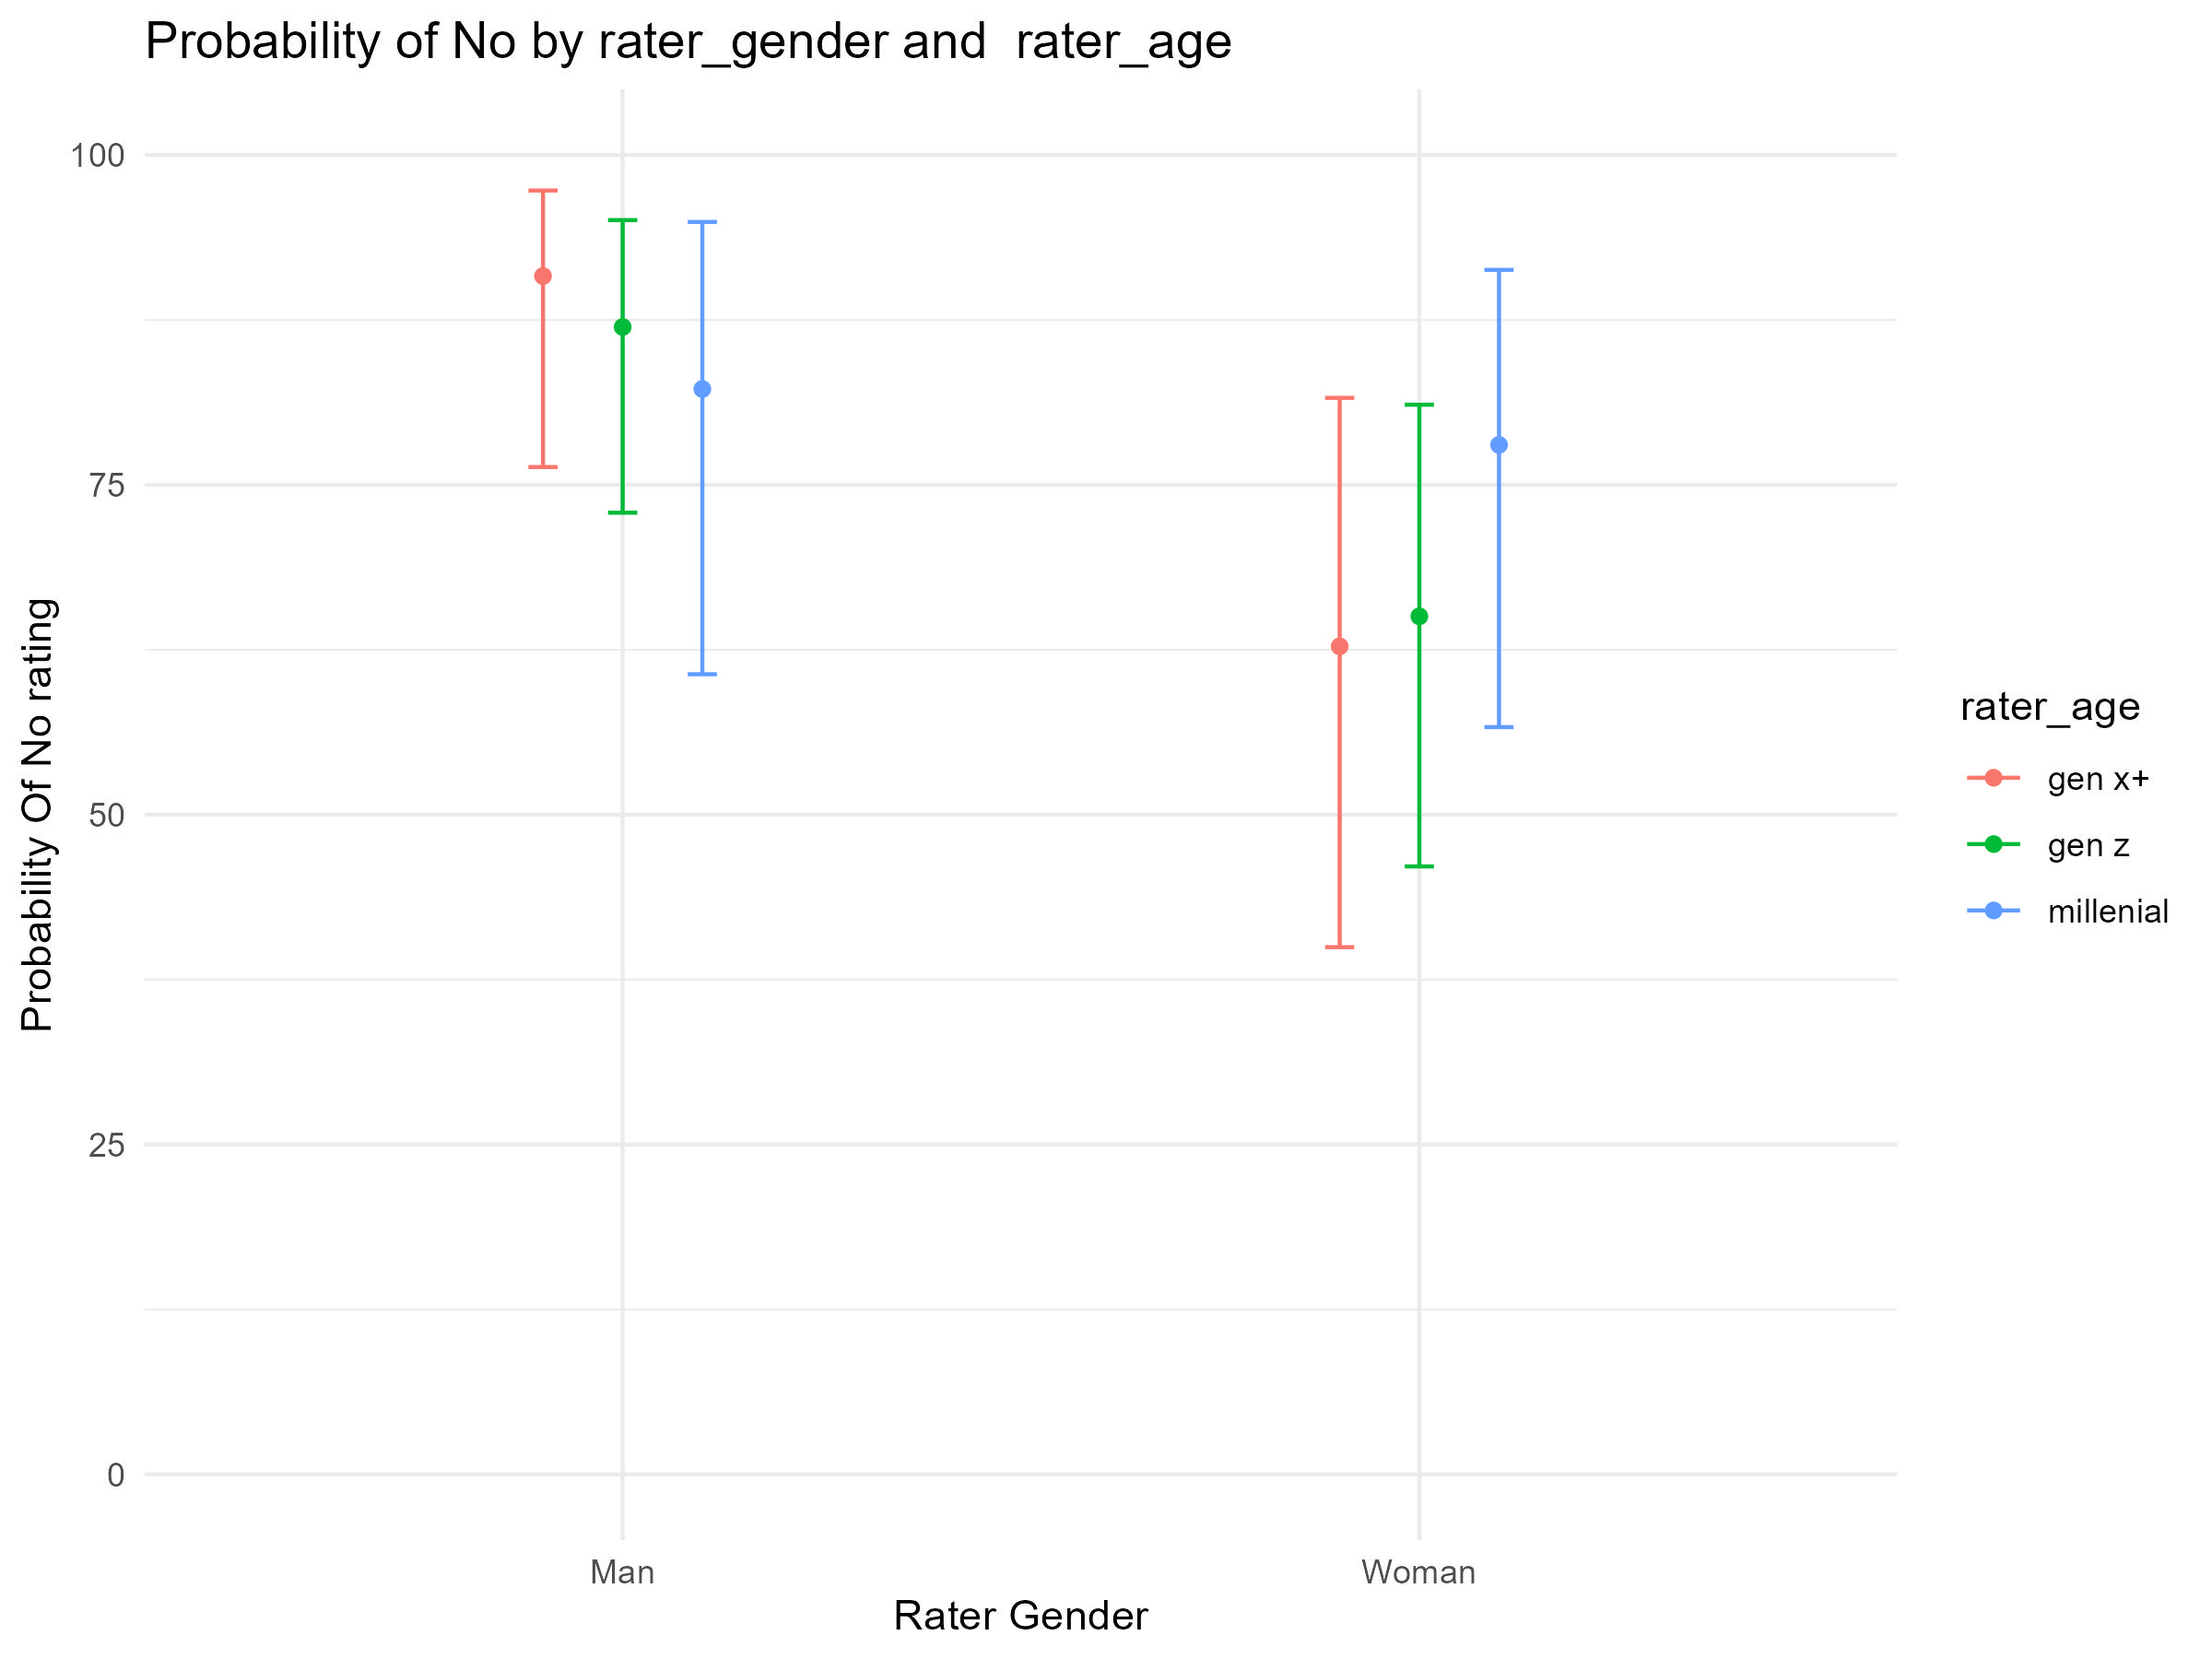 Probability of No by rater_gender and  rater_age
Probability Of No rating
100
75
50
25
0
Man
Woman
Rater Gender
rater_age
gen x+
gen z
millenial